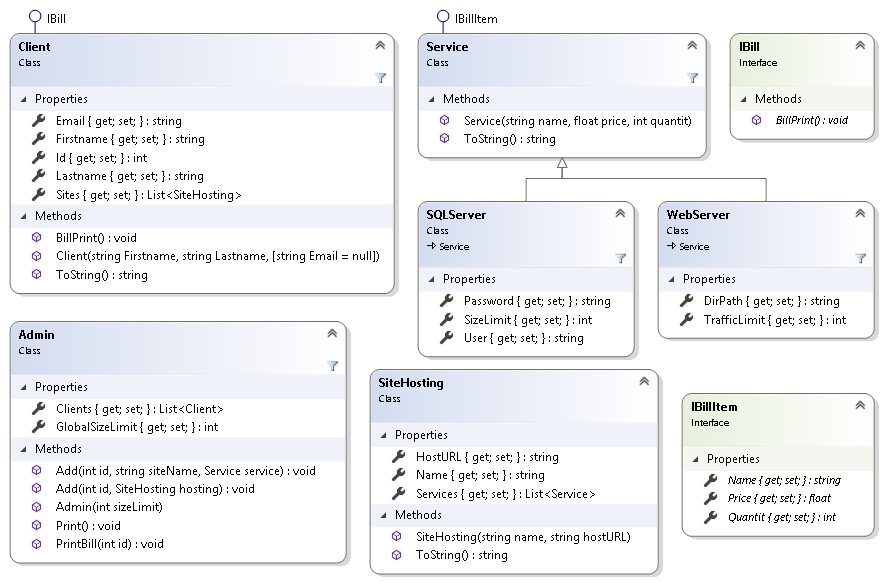 IBill
Client
Class
Properties
Email { get; set; } : string
Firstname { get; set; } : string
Id { get; set; } : int
Lastname { get; set; } : string
Sites { get; set; } : List<SiteHosting>
Methods
BillPrint() : void
Client(string Firstname, string Lastname, [string Email = null])
ToString() : string
IBillItem
Service
Class
Methods
Service(string name, float price, int quantit)
ToString() : string
IBill
Interface
Methods
BillPrint() : void
SQLServer
Class
Service
Properties
Password { get; set; } : string
SizeLimit { get; set; } : int
User { get; set; } : string
WebServer
Class
Service
Properties
DirPath { get; set; } : string
TrafficLimit { get; set; } : int
Admin
Class
Properties
Clients { get; set; } : List<Client>
GlobalSizeLimit { get; set; } : int
Methods
Add(int id, string siteName, Service service) : void
Add(int id, SiteHosting hosting) : void
Admin(int sizeLimit)
Print() : void
PrintBill(int id) : void
SiteHosting
Class
Properties
HostURL { get; set; } : string
Name { get; set; } : string
Services { get; set; } : List<Service>
Methods
SiteHosting(string name, string hostURL)
ToString() : string
IBillItem
Interface
Properties
Name { get; set; } : string
Price { get; set; } : float
Quantit { get; set; } : int